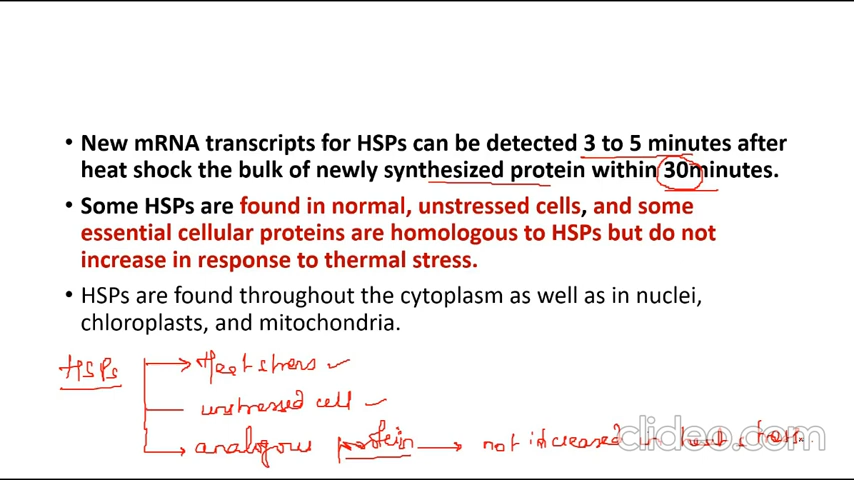 • New mRNA transcripts for HSPs can be detected 3 to 5 minutes after
heat shock the bulk of newly synthesized protein within 30minutes.
• Some HSPs are found in normal, unstressed cells, and some
essential cellular proteins are homologous to HSPs but do not
increase in response to thermal stress.
• HSPs are found throughout the cytoplasm as well as in nuclei,
chloroplasts, and mitochondria.
HSPs
Heat stress
unstressed cell
analogous protein → not increased in heat stress
clideo.com